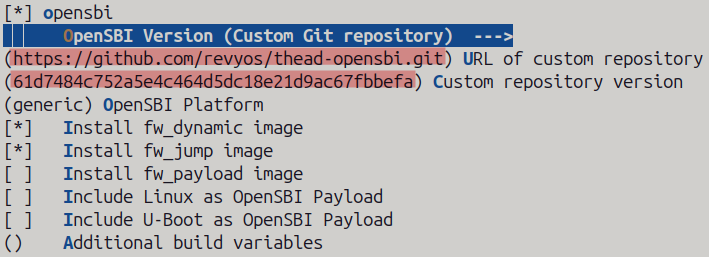 [*] opensbi
OpenSBI Version (Custom Git repository)  --->
(https://github.com/revyos/thead-opensbi.git) URL of custom repository
(61d7484c752a5e4c464d5dc18e21d9ac67fbbefa) Custom repository version
(generic) OpenSBI Platform
[*]   Install fw_dynamic image
[*]   Install fw_jump image
[ ]   Install fw_payload image
[ ]   Include Linux as OpenSBI Payload
[ ]   Include U-Boot as OpenSBI Payload
()    Additional build variables